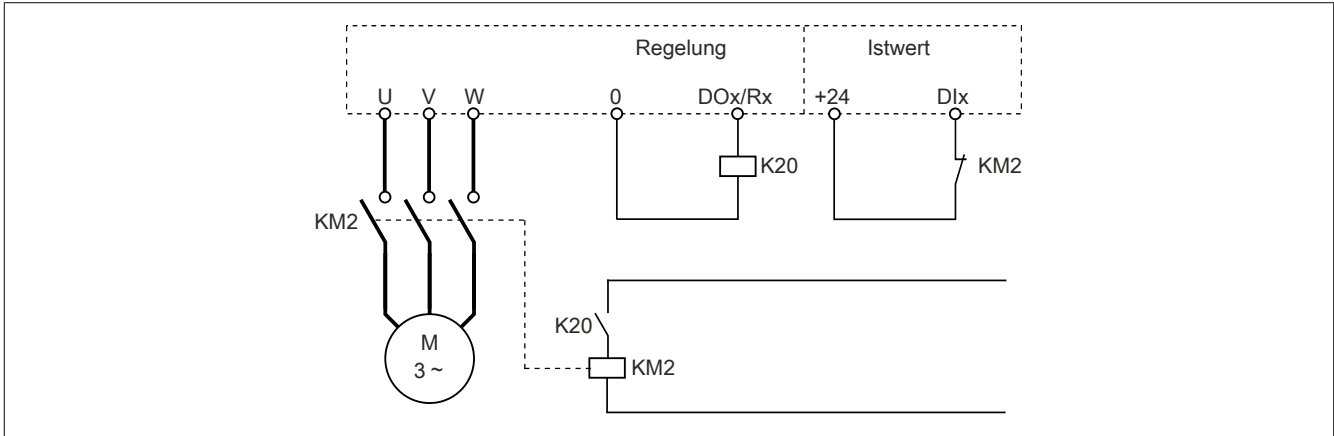 Regelung Istwert
U V W 0 DOx/Rx +24 DIx
K20 KM2
KM2
K20
M
3 ~
KM2